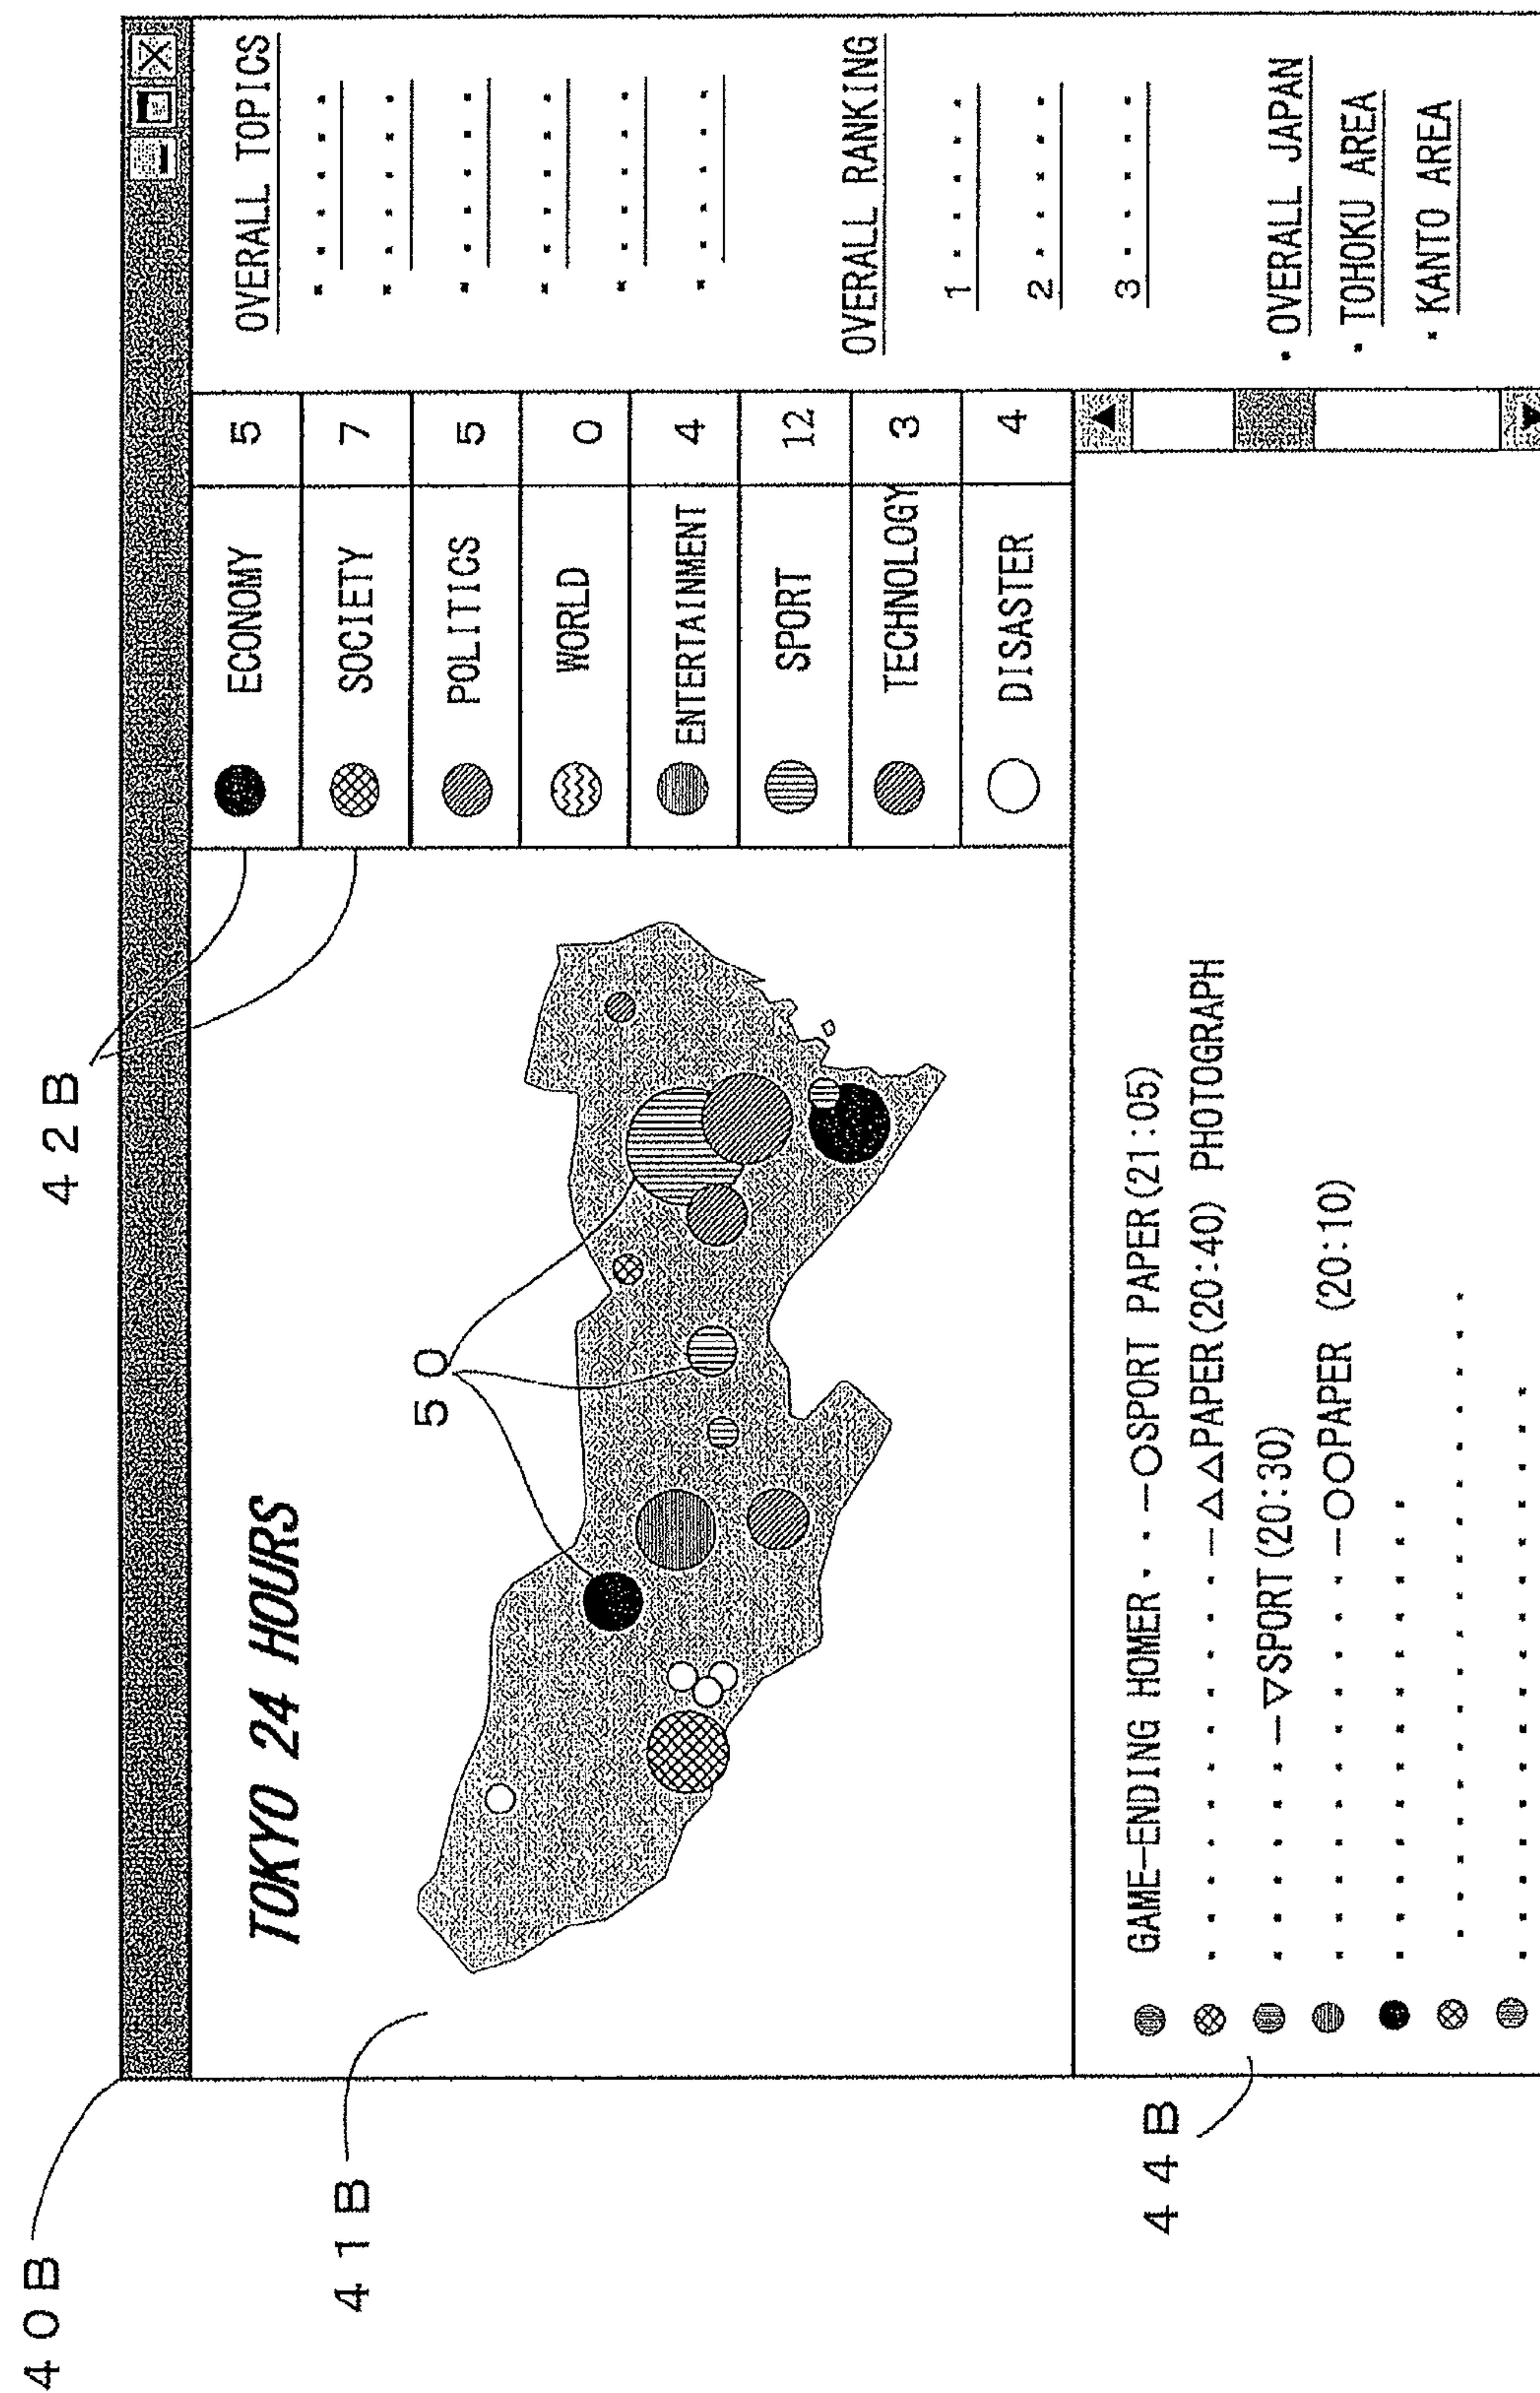 40B
42B
41B
TOKYO 24 HOURS
50
ECONOMY 5
SOCIETY 7
POLITICS 5
WORLD 0
ENTERTAINMENT 4
SPORT 12
TECHNOLOGY 3
DISASTER 4
OVERALL TOPICS
OVERALL RANKING
1
2
3
・OVERALL JAPAN
・TOHOKU AREA
・KANTO AREA
44B
GAME-ENDING HOMER・・―○SPORT PAPER(21:05)
・・・・・・・・・・・―△△PAPER(20:40) PHOTOGRAPH
・・・・・・―▽SPORT(20:30)
・・・・・・・・・・・―○○PAPER (20:10)